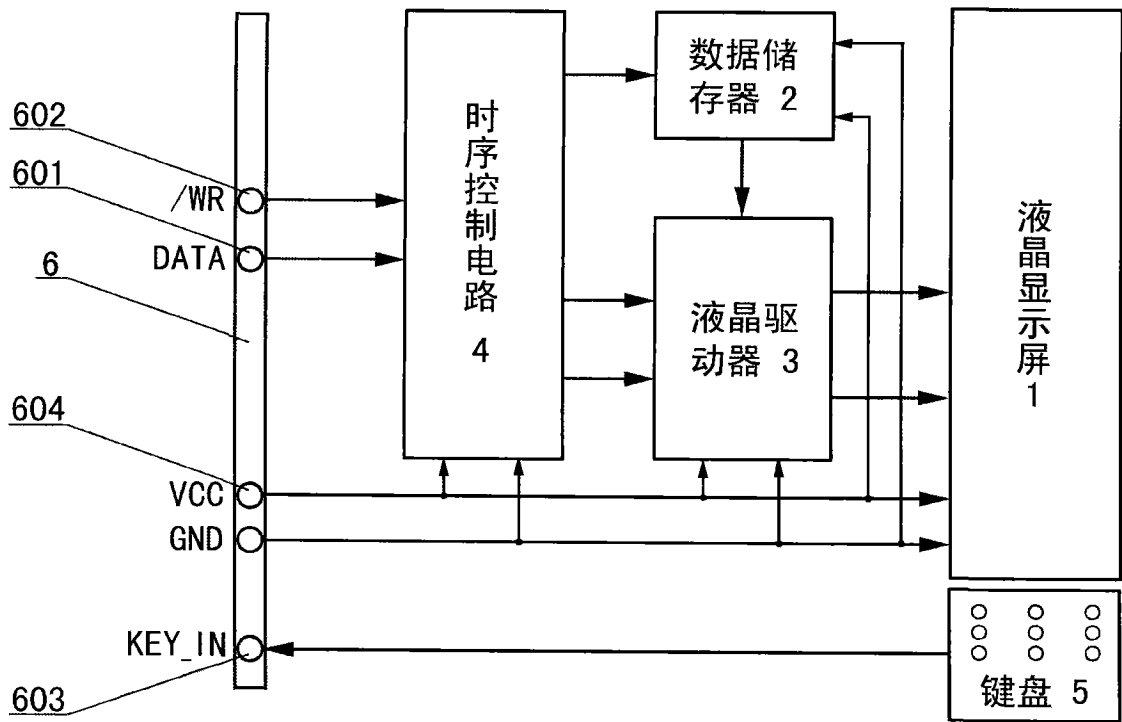 602
601
6
604
603
/WR
DATA
VCC
GND
KEY_IN
时
序
控
制
电
路
4
数据储
存器 2
液晶驱
动器 3
液
晶
显
示
屏
1
键盘 5